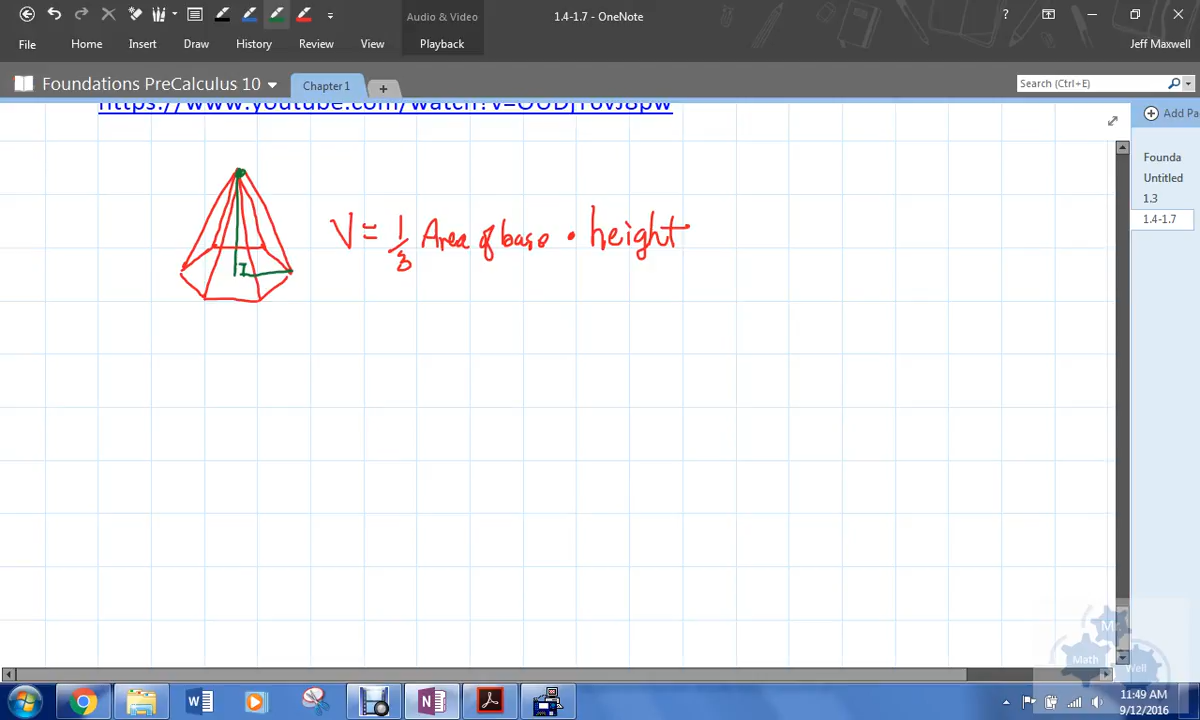 Audio & Video
1.4-1.7 - OneNote
?
File
Home
Insert
Draw
History
Review
View
Playback
Jeff Maxwell
Foundations PreCalculus 10
Chapter 1
+
Search (Ctrl+E)
Add Pa
Founda
Untitled
1.3
1.4-1.7
V = 1/3 Area of base • height
Math
Well
11:49 AM
9/12/2016